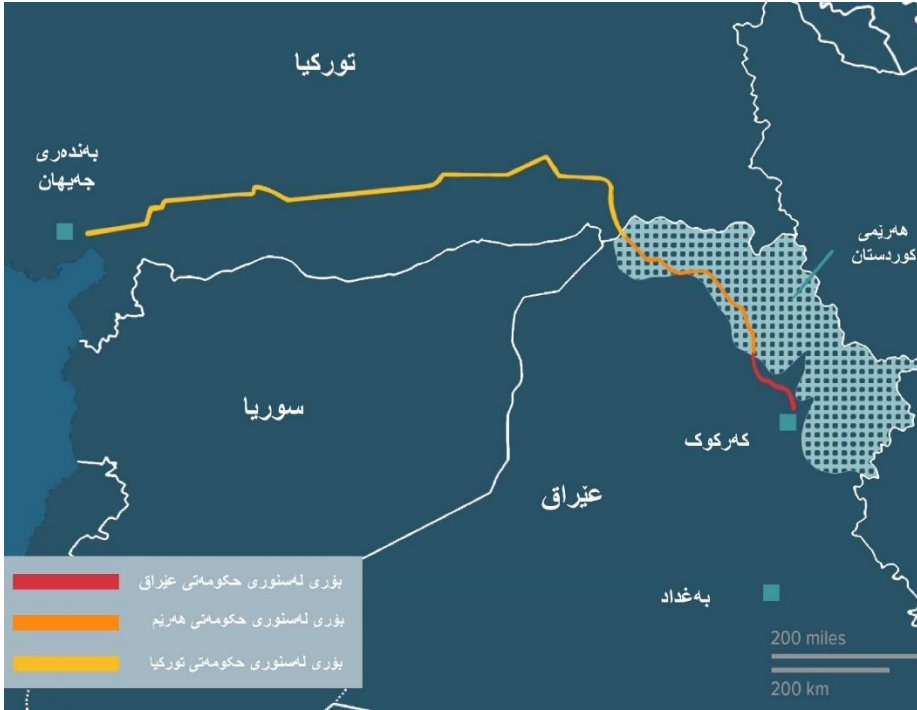 تورکیا
بەندەری
جەیهان
هەرێمی
کوردستان
سوریا
کەرکوک
عێراق
بەغداد
بۆری لەسنوری حکومەتی عێراق
بۆری لەسنوری حکومەتی هەرێم
بۆری لەسنوری حکومەتی تورکیا
200 miles
200 km